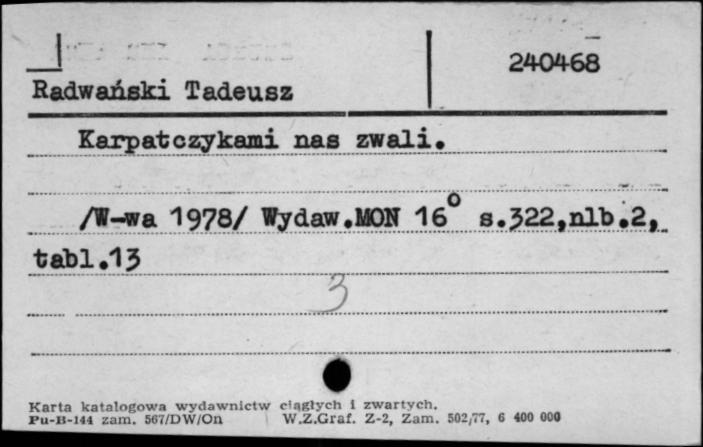 240468
Radwański Tadeusz
Karpatczykami nas zwali.
/W-wa 1978/ Wydaw.MON 16° s.322,nlb.2,
tabl.13
3
Karta katalogowa wydawnictw ciągłych i zwartych.
Pu-B-144 zam. 567/DW/On W.Z.Graf. Z-2, Zam. 502/77, 6 400 000